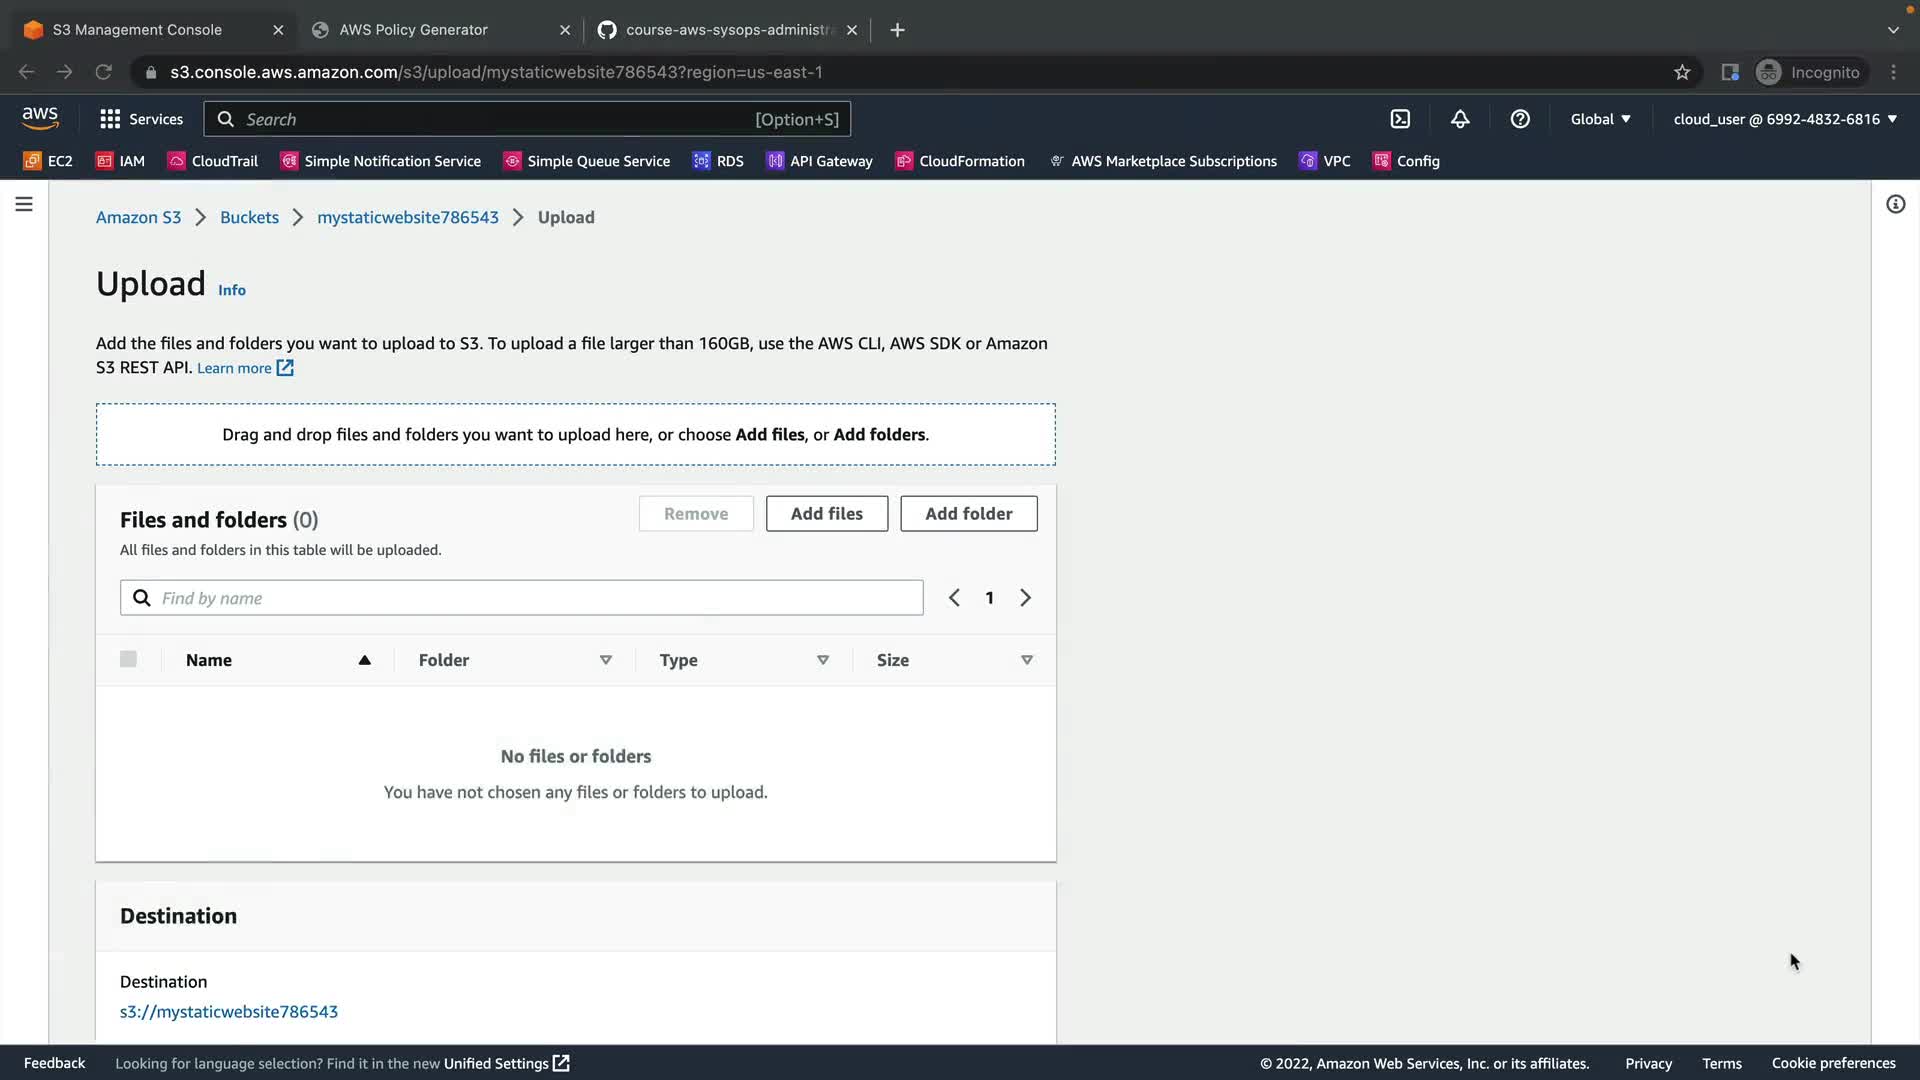 S3 Management Console
AWS Policy Generator
course-aws-sysops-administra
s3.console.aws.amazon.com/s3/upload/mystaticwebsite786543?region=us-east-1
Incognito
aws
Services
Search
[Option+S]
Global
cloud_user @ 6992-4832-6816
EC2
IAM
CloudTrail
Simple Notification Service
Simple Queue Service
RDS
API Gateway
CloudFormation
AWS Marketplace Subscriptions
VPC
Config
Amazon S3
Buckets
mystaticwebsite786543
Upload
Upload
Info
Add the files and folders you want to upload to S3. To upload a file larger than 160GB, use the AWS CLI, AWS SDK or Amazon
S3 REST API. Learn more
Drag and drop files and folders you want to upload here, or choose Add files, or Add folders.
Files and folders (0)
Remove
Add files
Add folder
All files and folders in this table will be uploaded.
Find by name
1
Name
Folder
Type
Size
No files or folders
You have not chosen any files or folders to upload.
Destination
Destination
s3://mystaticwebsite786543
Feedback
Looking for language selection? Find it in the new Unified Settings
© 2022, Amazon Web Services, Inc. or its affiliates.
Privacy
Terms
Cookie preferences